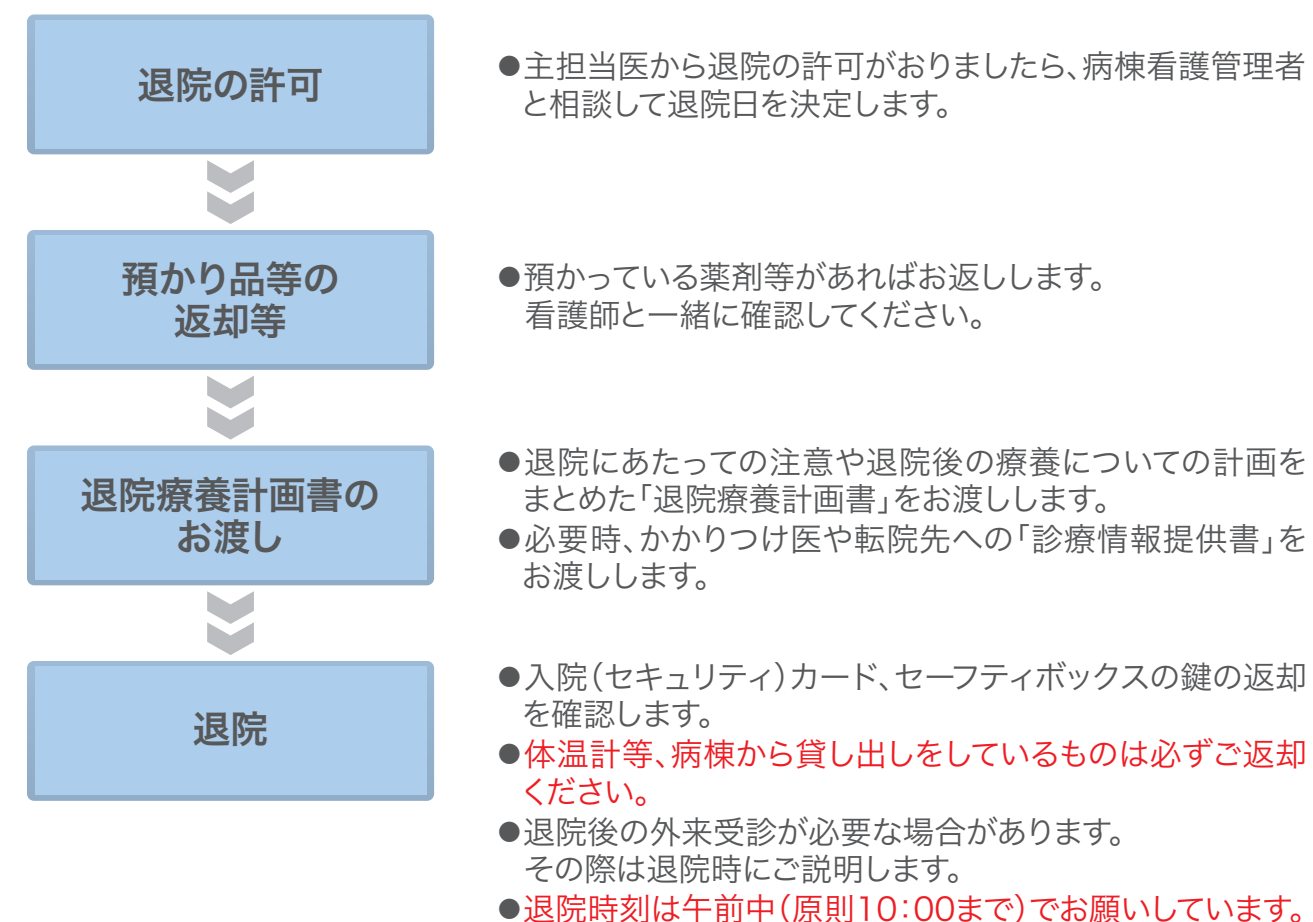 退院の許可
●主担当医から退院の許可がおりましたら、病棟看護管理者
と相談して退院日を決定します。
預かり品等の
返却等
●預かっている薬剤等があればお返しします。
看護師と一緒に確認してください。
退院療養計画書の
お渡し
●退院にあたっての注意や退院後の療養についての計画を
まとめた「退院療養計画書」をお渡しします。
●必要時、かかりつけ医や転院先への「診療情報提供書」を
お渡しします。
退院
●入院(セキュリティ)カード、セーフティボックスの鍵の返却
を確認します。
●体温計等、病棟から貸し出しをしているものは必ずご返却
ください。
●退院後の外来受診が必要な場合があります。
その際は退院時にご説明します。
●退院時刻は午前中(原則10:00まで)でお願いしています。